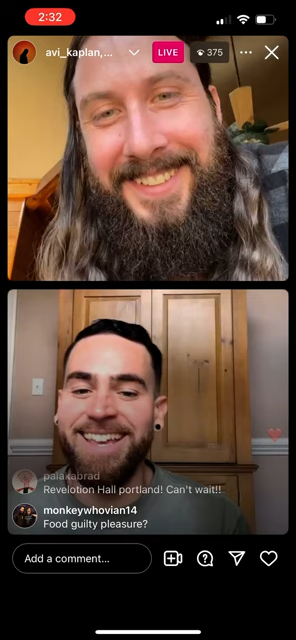 2:32
avi_kaplan,...
LIVE
375
palakabrad
Revelotion Hall portland! Can't wait!!
monkeywhovian14
Food guilty pleasure?
Add a comment...